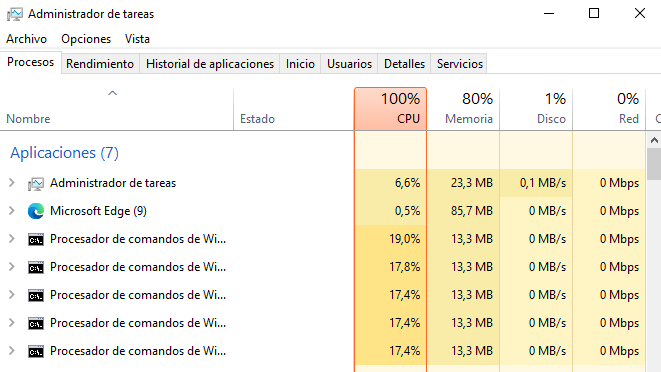 Administrador de tareas
Archivo Opciones Vista
Procesos Rendimiento Historial de aplicaciones Inicio Usuarios Detalles Servicios
100% 80% 1% 0%
Nombre Estado CPU Memoria Disco Red C
Aplicaciones (7)
Administrador de tareas 6,6% 23,3 MB 0,1 MB/s 0 Mbps
Microsoft Edge (9) 0,5% 85,7 MB 0 MB/s 0 Mbps
C:\. Procesador de comandos de Wi... 19,0% 13,3 MB 0 MB/s 0 Mbps
C:\. Procesador de comandos de Wi... 17,8% 13,3 MB 0 MB/s 0 Mbps
C:\. Procesador de comandos de Wi... 17,4% 13,3 MB 0 MB/s 0 Mbps
C:\. Procesador de comandos de Wi... 17,4% 13,3 MB 0 MB/s 0 Mbps
C:\. Procesador de comandos de Wi... 17,4% 13,3 MB 0 MB/s 0 Mbps